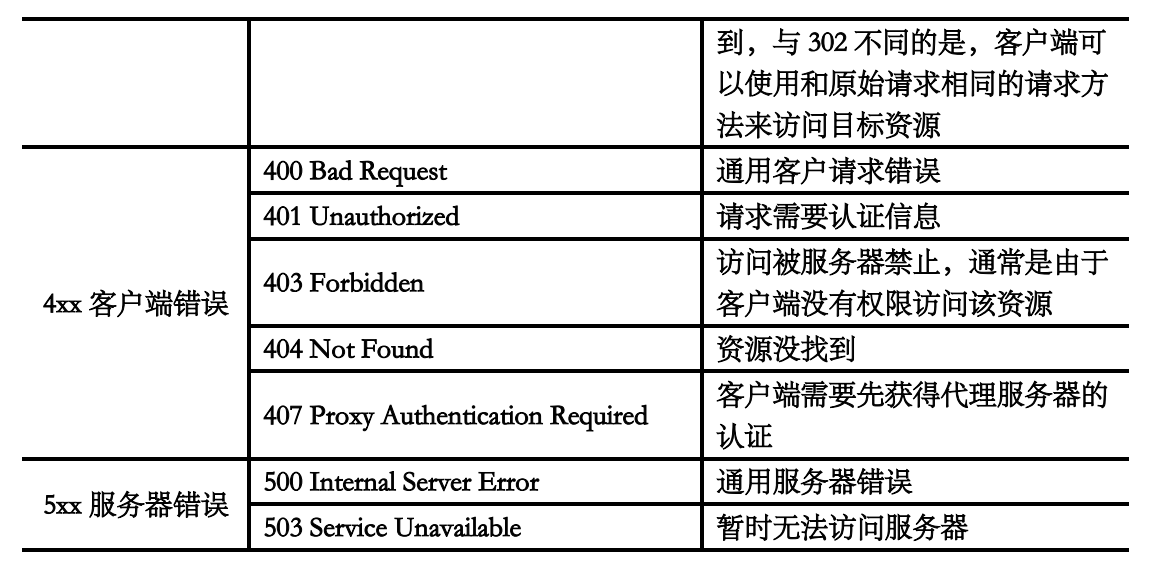 到，与 302 不同的是，客户端可
以使用和原始请求相同的请求方
法来访问目标资源
4xx 客户端错误
400 Bad Request
通用客户请求错误
401 Unauthorized
请求需要认证信息
403 Forbidden
访问被服务器禁止，通常是由于
客户端没有权限访问该资源
404 Not Found
资源没找到
407 Proxy Authentication Required
客户端需要先获得代理服务器的
认证
5xx 服务器错误
500 Internal Server Error
通用服务器错误
503 Service Unavailable
暂时无法访问服务器